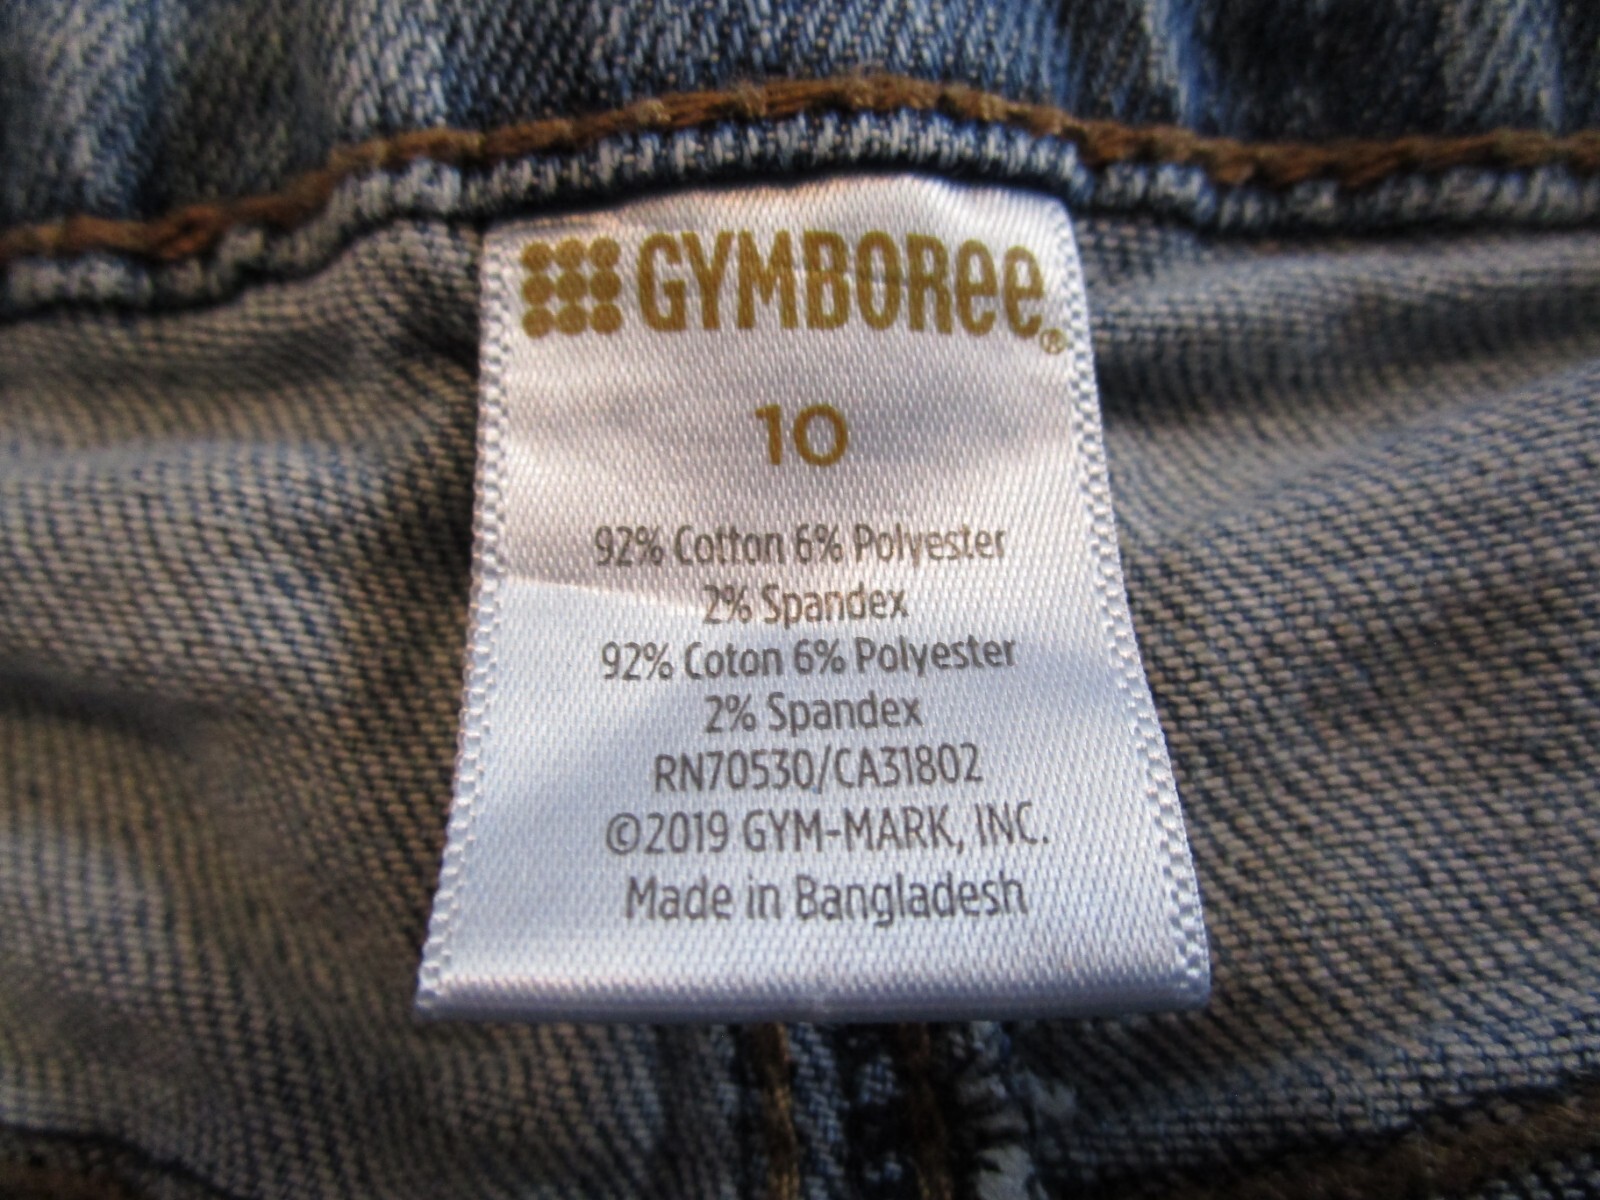 GYMBOREE®
10
92% Cotton 6% Polyester
2% Spandex
92% Coton 6% Polyester
2% Spandex
RN70530/CA31802
©2019 GYM-MARK, INC.
Made in Bangladesh